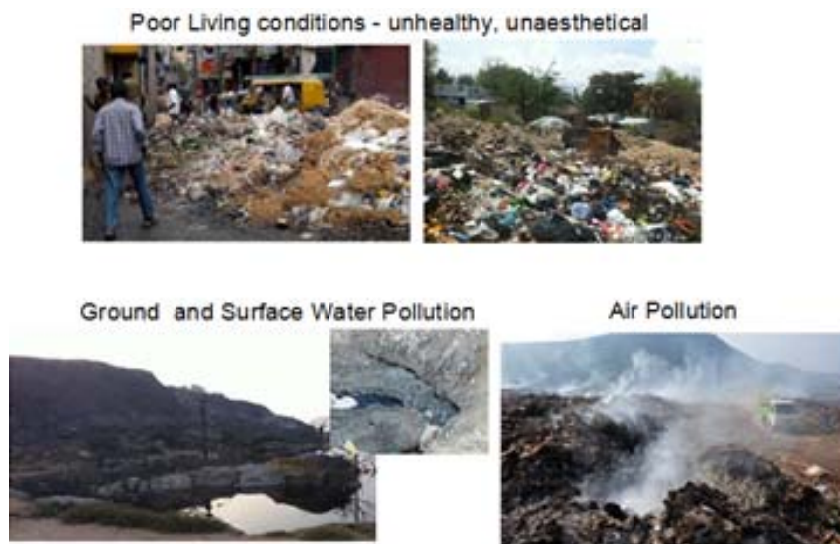 Poor Living conditions - unhealthy, unaesthetical
Ground and Surface Water Pollution
Air Pollution